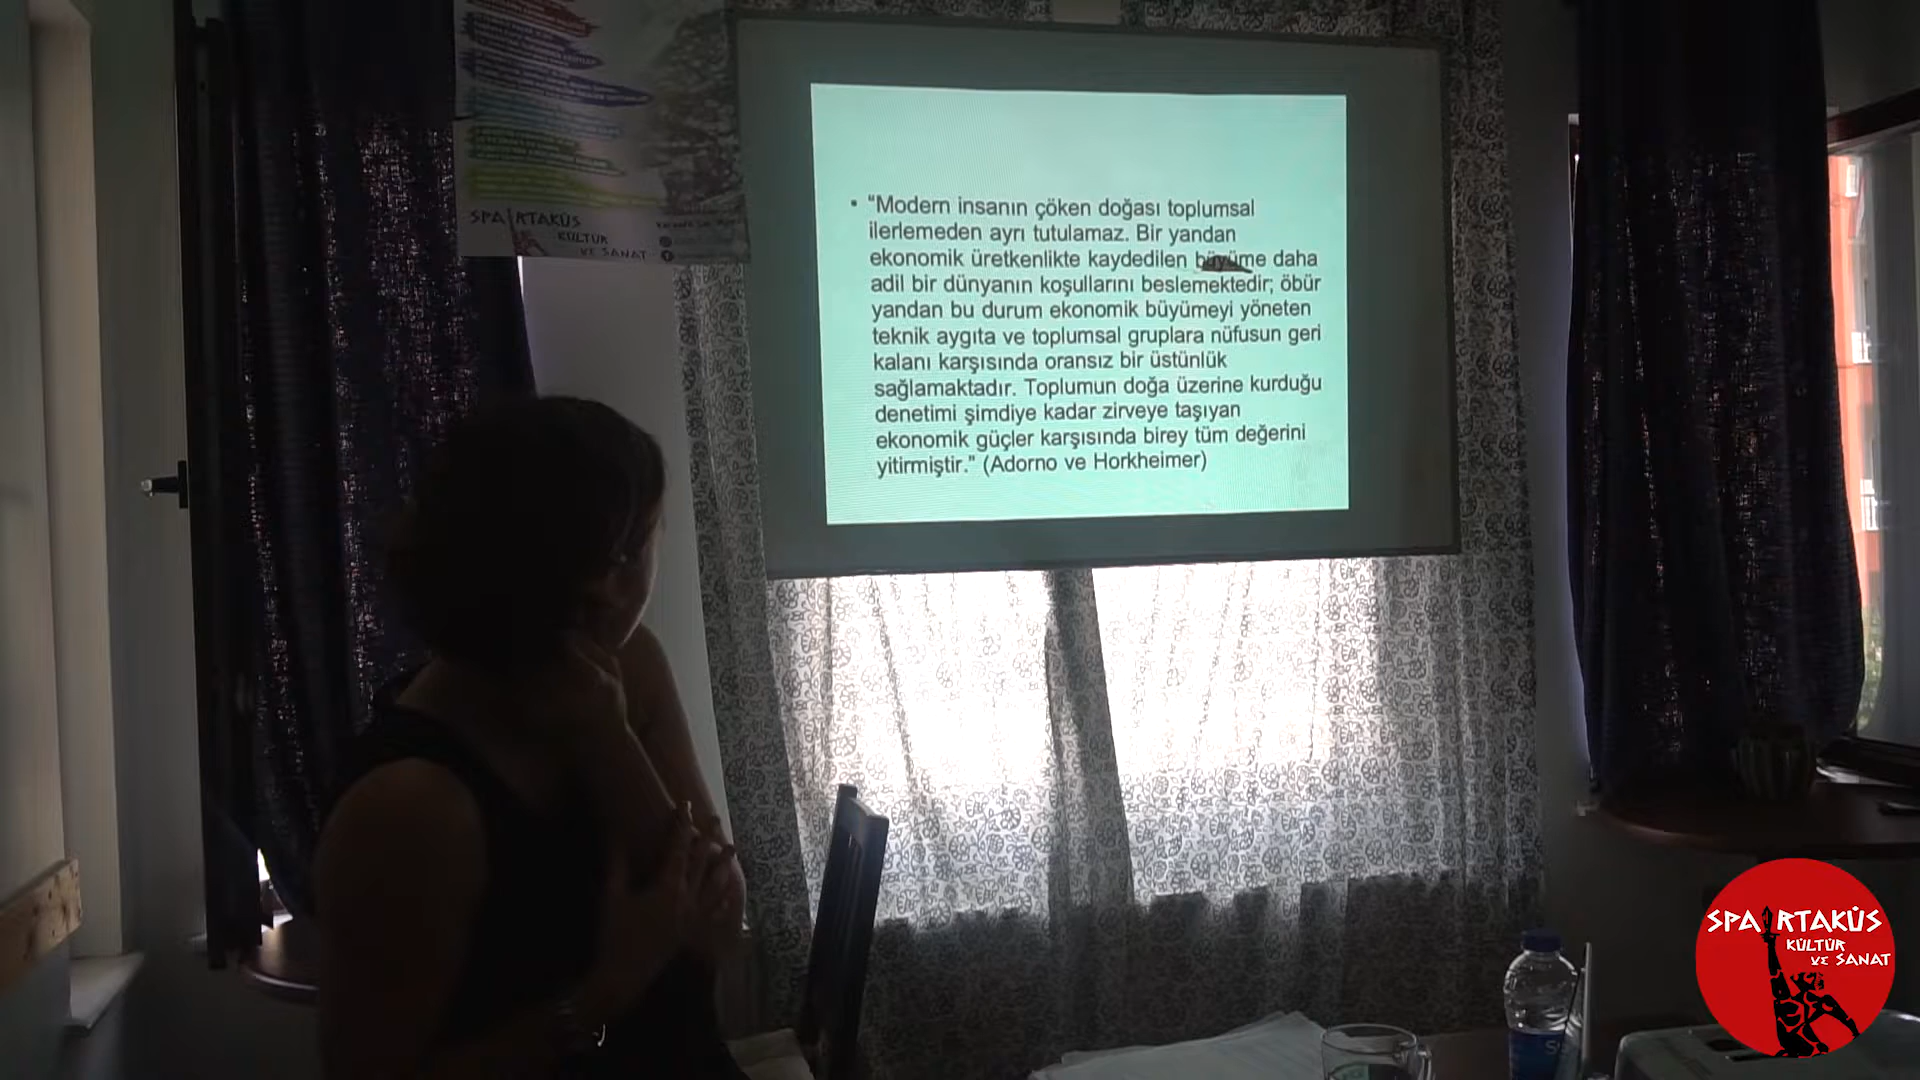 SPARTAKÜS
KÜLTÜR
VE SANAT
• “Modern insanın çöken doğası toplumsal
ilerlemeden ayrı tutulamaz. Bir yandan
ekonomik üretkenlikte kaydedilen büyüme daha
adil bir dünyanın koşullarını beslemektedir; öbür
yandan bu durum ekonomik büyümeyi yöneten
teknik aygıta ve toplumsal gruplara nüfusun geri
kalanı karşısında oransız bir üstünlük
sağlamaktadır. Toplumun doğa üzerine kurduğu
denetimi şimdiye kadar zirveye taşıyan
ekonomik güçler karşısında birey tüm değerini
yitirmiştir.” (Adorno ve Horkheimer)
SPARTAKÜS
KÜLTÜR
VE SANAT